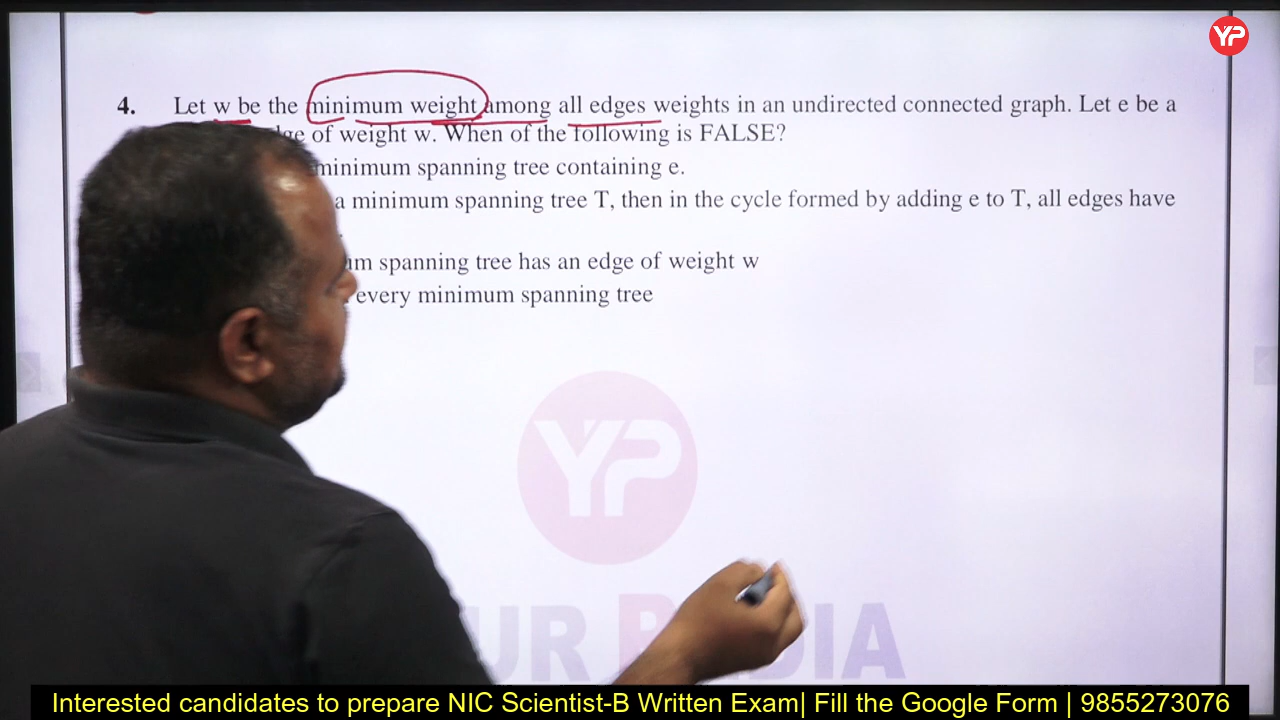 YP
4. Let w be the minimum weight among all edges weights in an undirected connected graph. Let e be a
of weight w. When of the following is FALSE?
minimum spanning tree containing e.
a minimum spanning tree T, then in the cycle formed by adding e to T, all edges have
spanning tree has an edge of weight w
every minimum spanning tree
YP
Interested candidates to prepare NIC Scientist-B Written Exam| Fill the Google Form | 9855273076